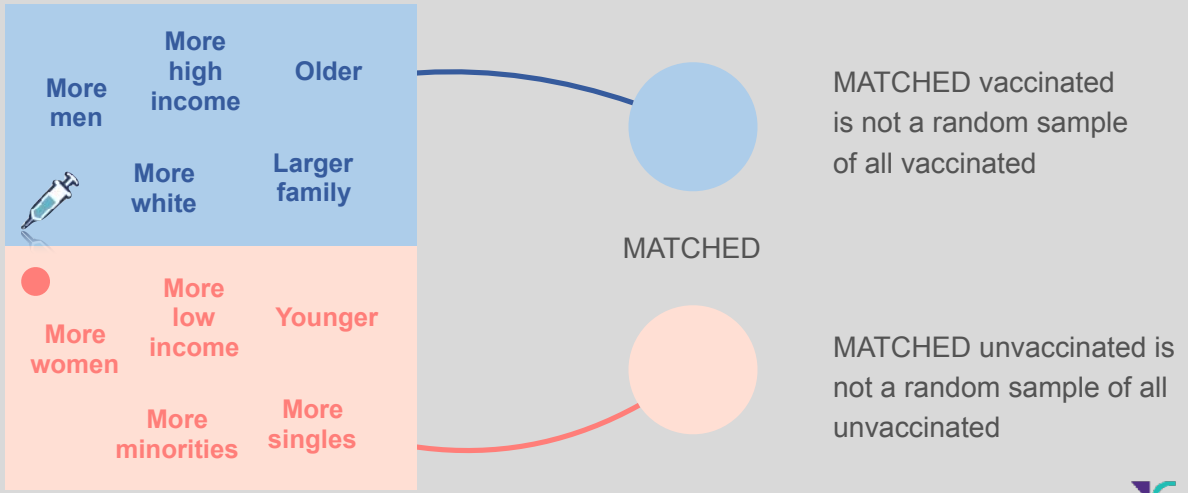 More
men
More
high
income
Older
More
white
Larger
family
More
women
More
low
income
Younger
More
minorities
More
singles
MATCHED
MATCHED vaccinated
is not a random sample
of all vaccinated
MATCHED unvaccinated is
not a random sample of all
unvaccinated